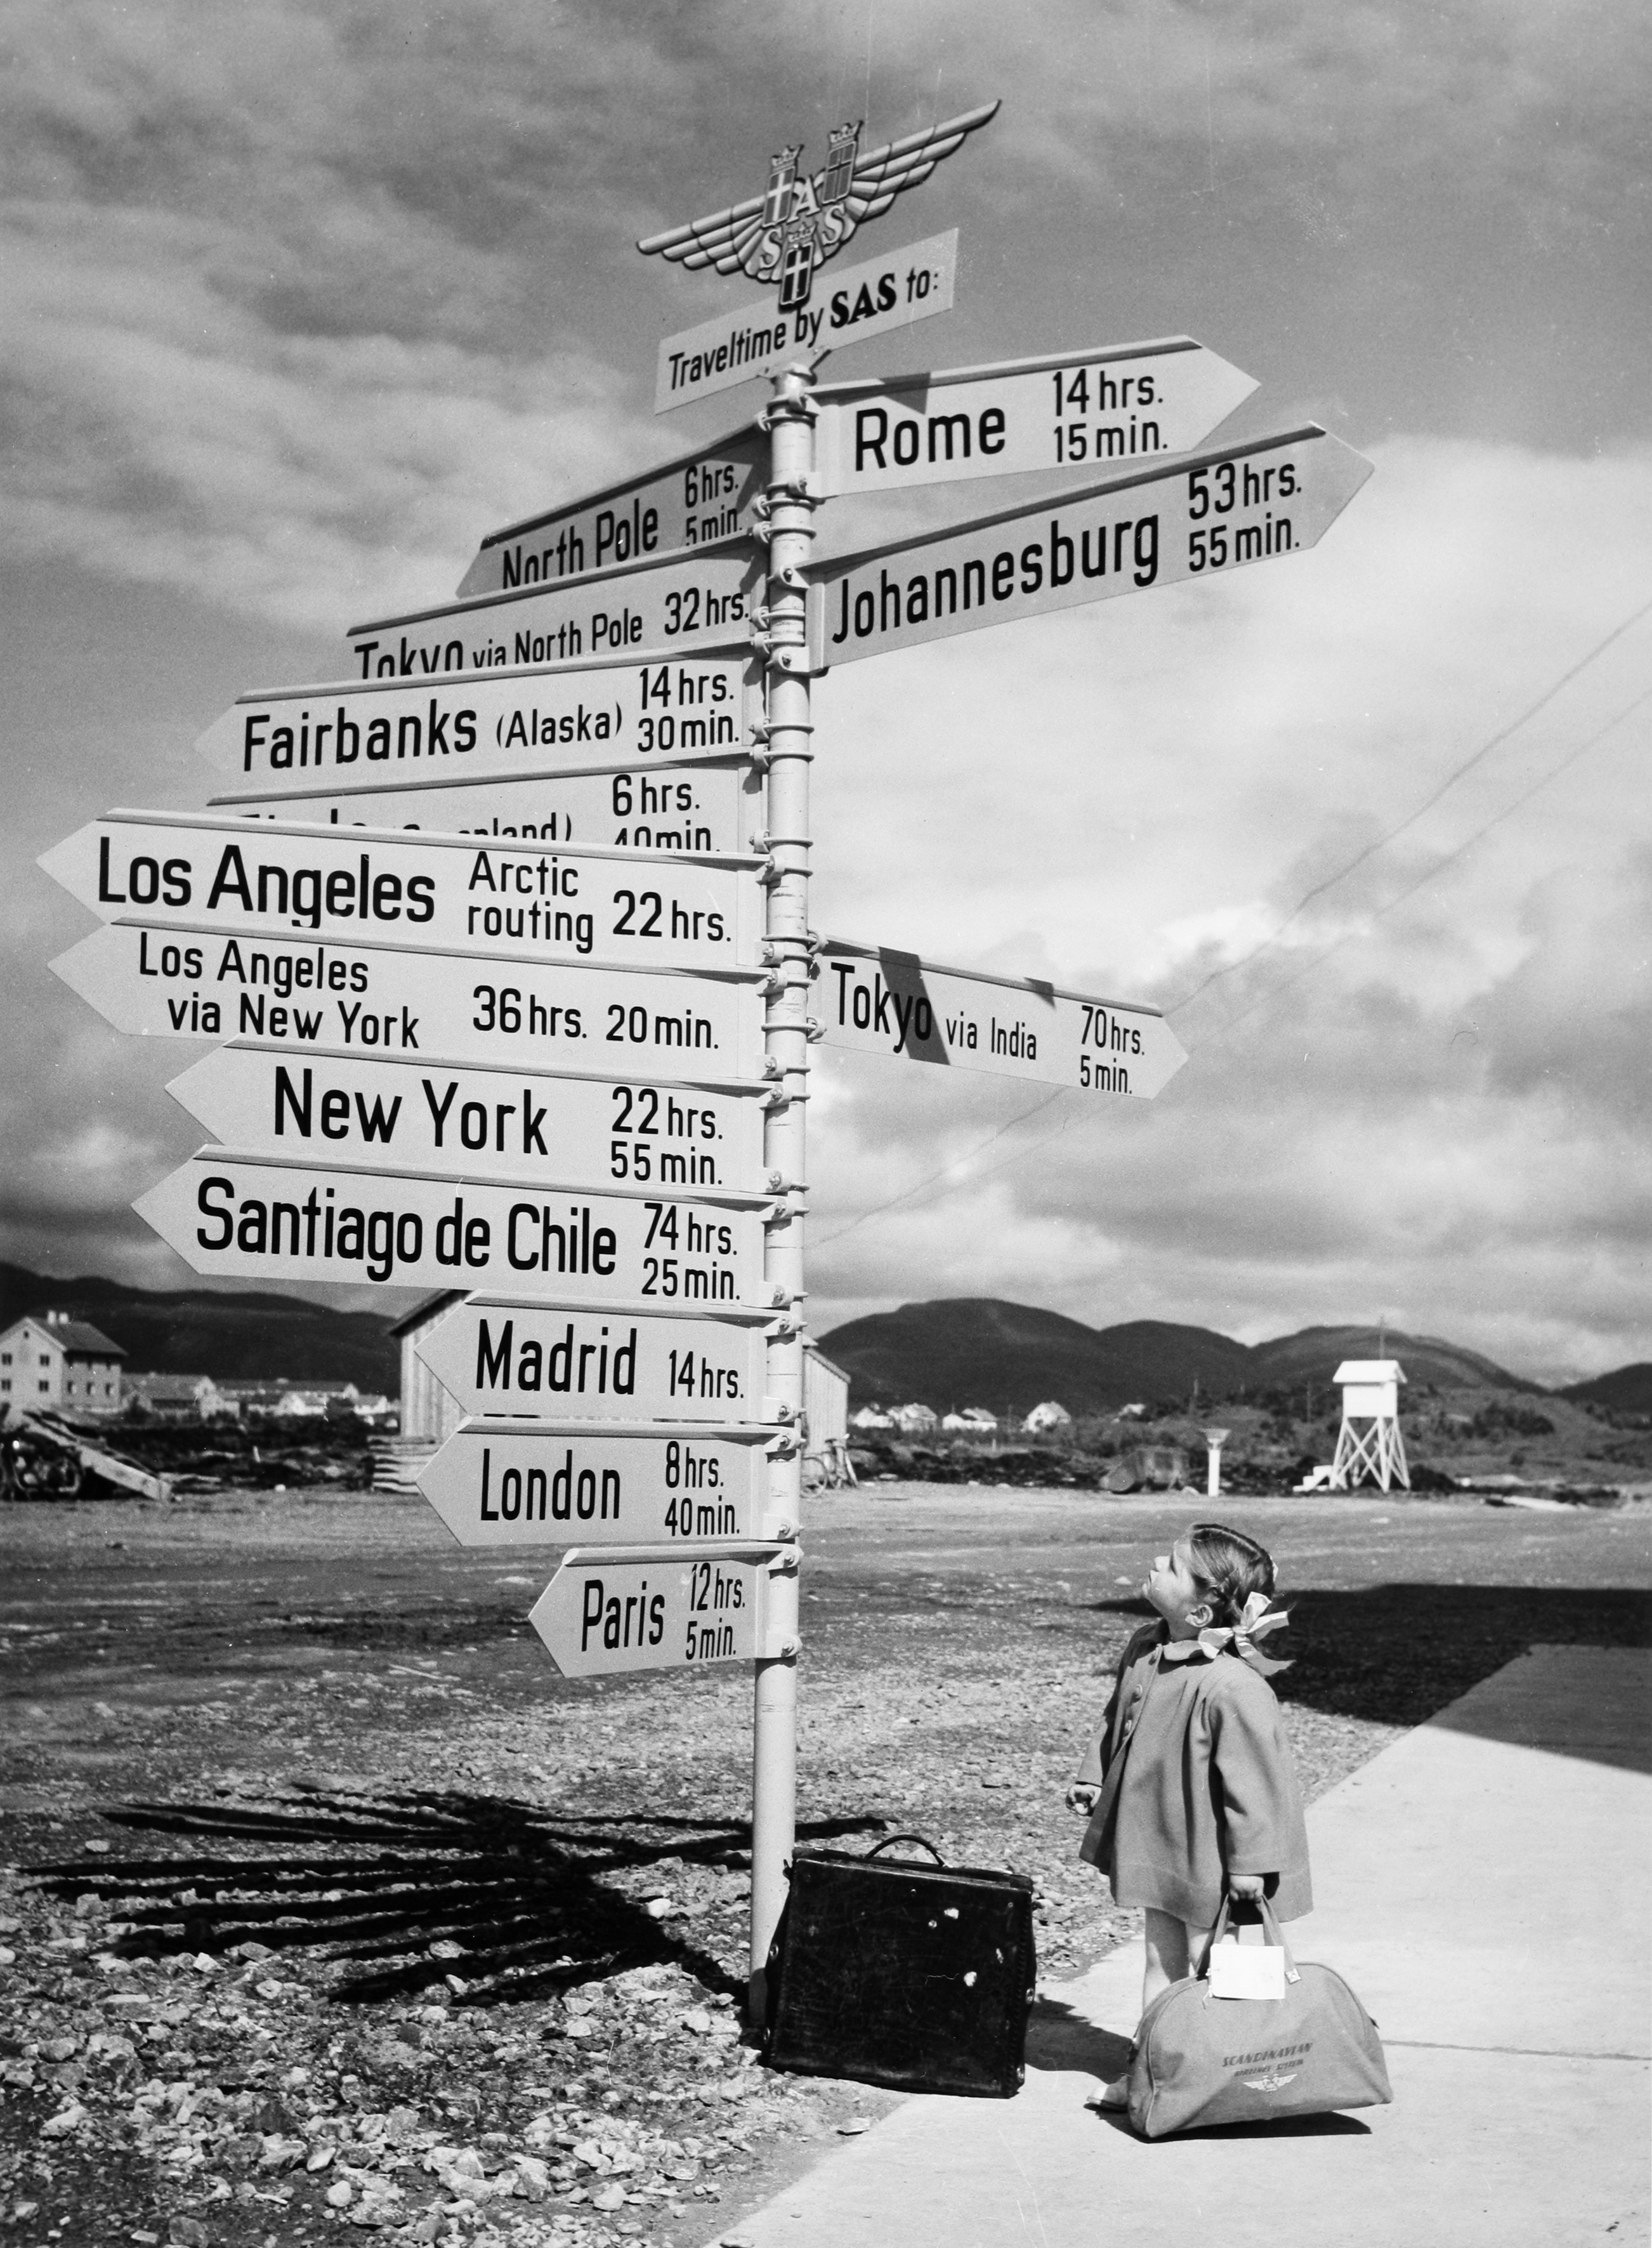 SAS
Traveltime by SAS to:
Rome 14 hrs. 15 min.
North Pole 6 hrs. 5 min.
Johannesburg 53 hrs. 55 min.
Tokyo via North Pole 32 hrs.
Fairbanks (Alaska) 14 hrs. 30 min.
6 hrs. 40 min.
Los Angeles Arctic routing 22 hrs.
Los Angeles
via New York 36 hrs. 20 min.
Tokyo via India 70 hrs. 5 min.
New York 22 hrs. 55 min.
Santiago de Chile 74 hrs. 25 min.
Madrid 14 hrs.
London 8 hrs. 40 min.
Paris 12 hrs. 5 min.
SCANDINAVIAN